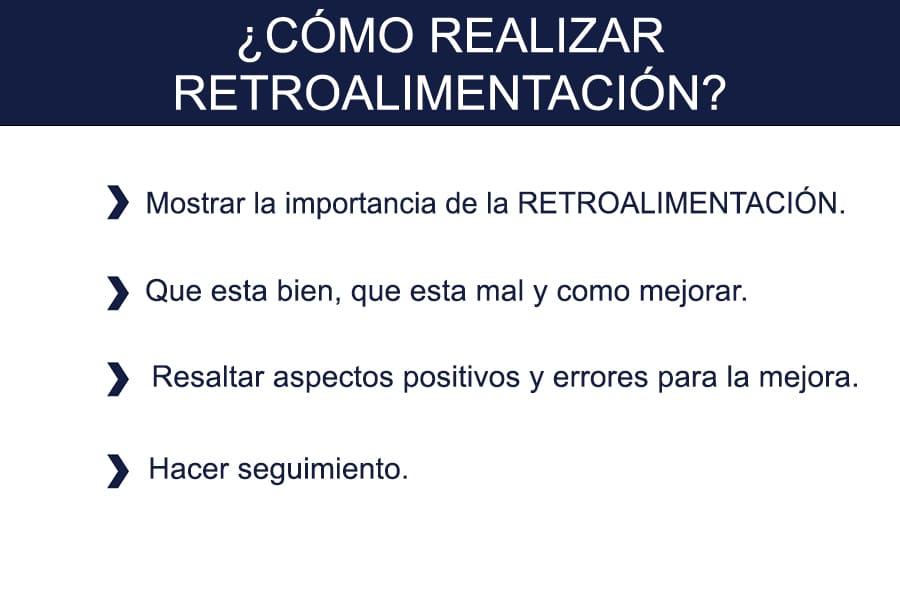 ¿CÓMO REALIZAR
RETROALIMENTACIÓN?
Mostrar la importancia de la RETROALIMENTACIÓN.
Que esta bien, que esta mal y como mejorar.
Resaltar aspectos positivos y errores para la mejora.
Hacer seguimiento.